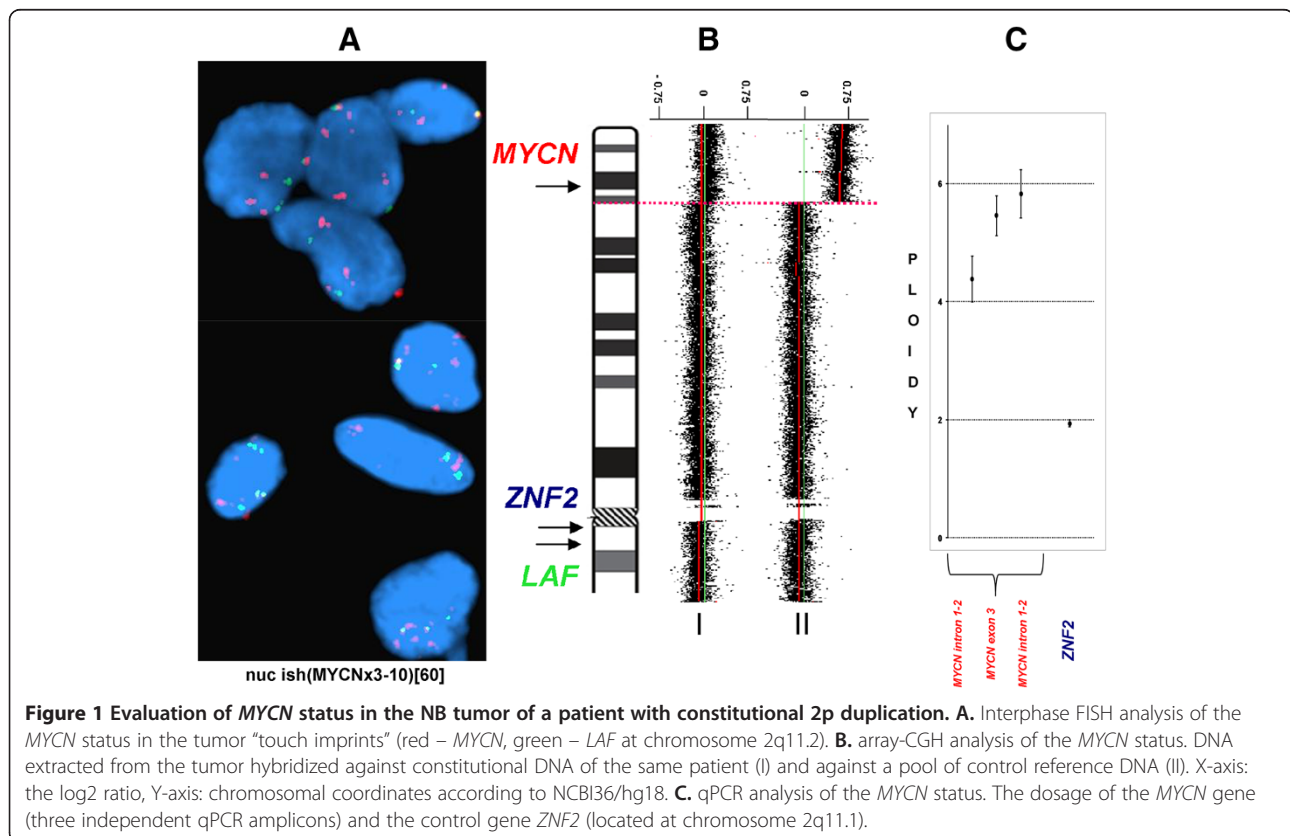 A
B
C
- 0.75
0
0.75
0
0.75
MYCN
ZNF2
LAF
I
II
nuc ish(MYCNx3-10)[60]
PLOIDY
6
4
2
0
MYCN intron 1-2
MYCN exon 3
MYCN intron 1-2
ZNF2
Figure 1 Evaluation of MYCN status in the NB tumor of a patient with constitutional 2p duplication. A. Interphase FISH analysis of the
MYCN status in the tumor “touch imprints” (red – MYCN, green – LAF at chromosome 2q11.2). B. array-CGH analysis of the MYCN status. DNA
extracted from the tumor hybridized against constitutional DNA of the same patient (I) and against a pool of control reference DNA (II). X-axis:
the log2 ratio, Y-axis: chromosomal coordinates according to NCBI36/hg18. C. qPCR analysis of the MYCN status. The dosage of the MYCN gene
(three independent qPCR amplicons) and the control gene ZNF2 (located at chromosome 2q11.1).